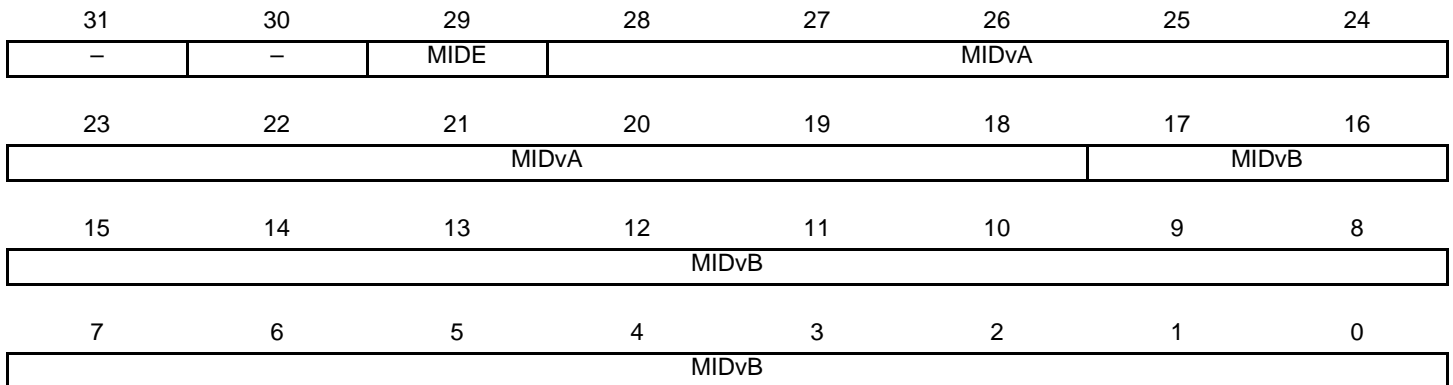 31 30 29 28 27 26 25 24
– – MIDE MIDvA
23 22 21 20 19 18 17 16
MIDvA MIDvB
15 14 13 12 11 10 9 8
MIDvB
7 6 5 4 3 2 1 0
MIDvB